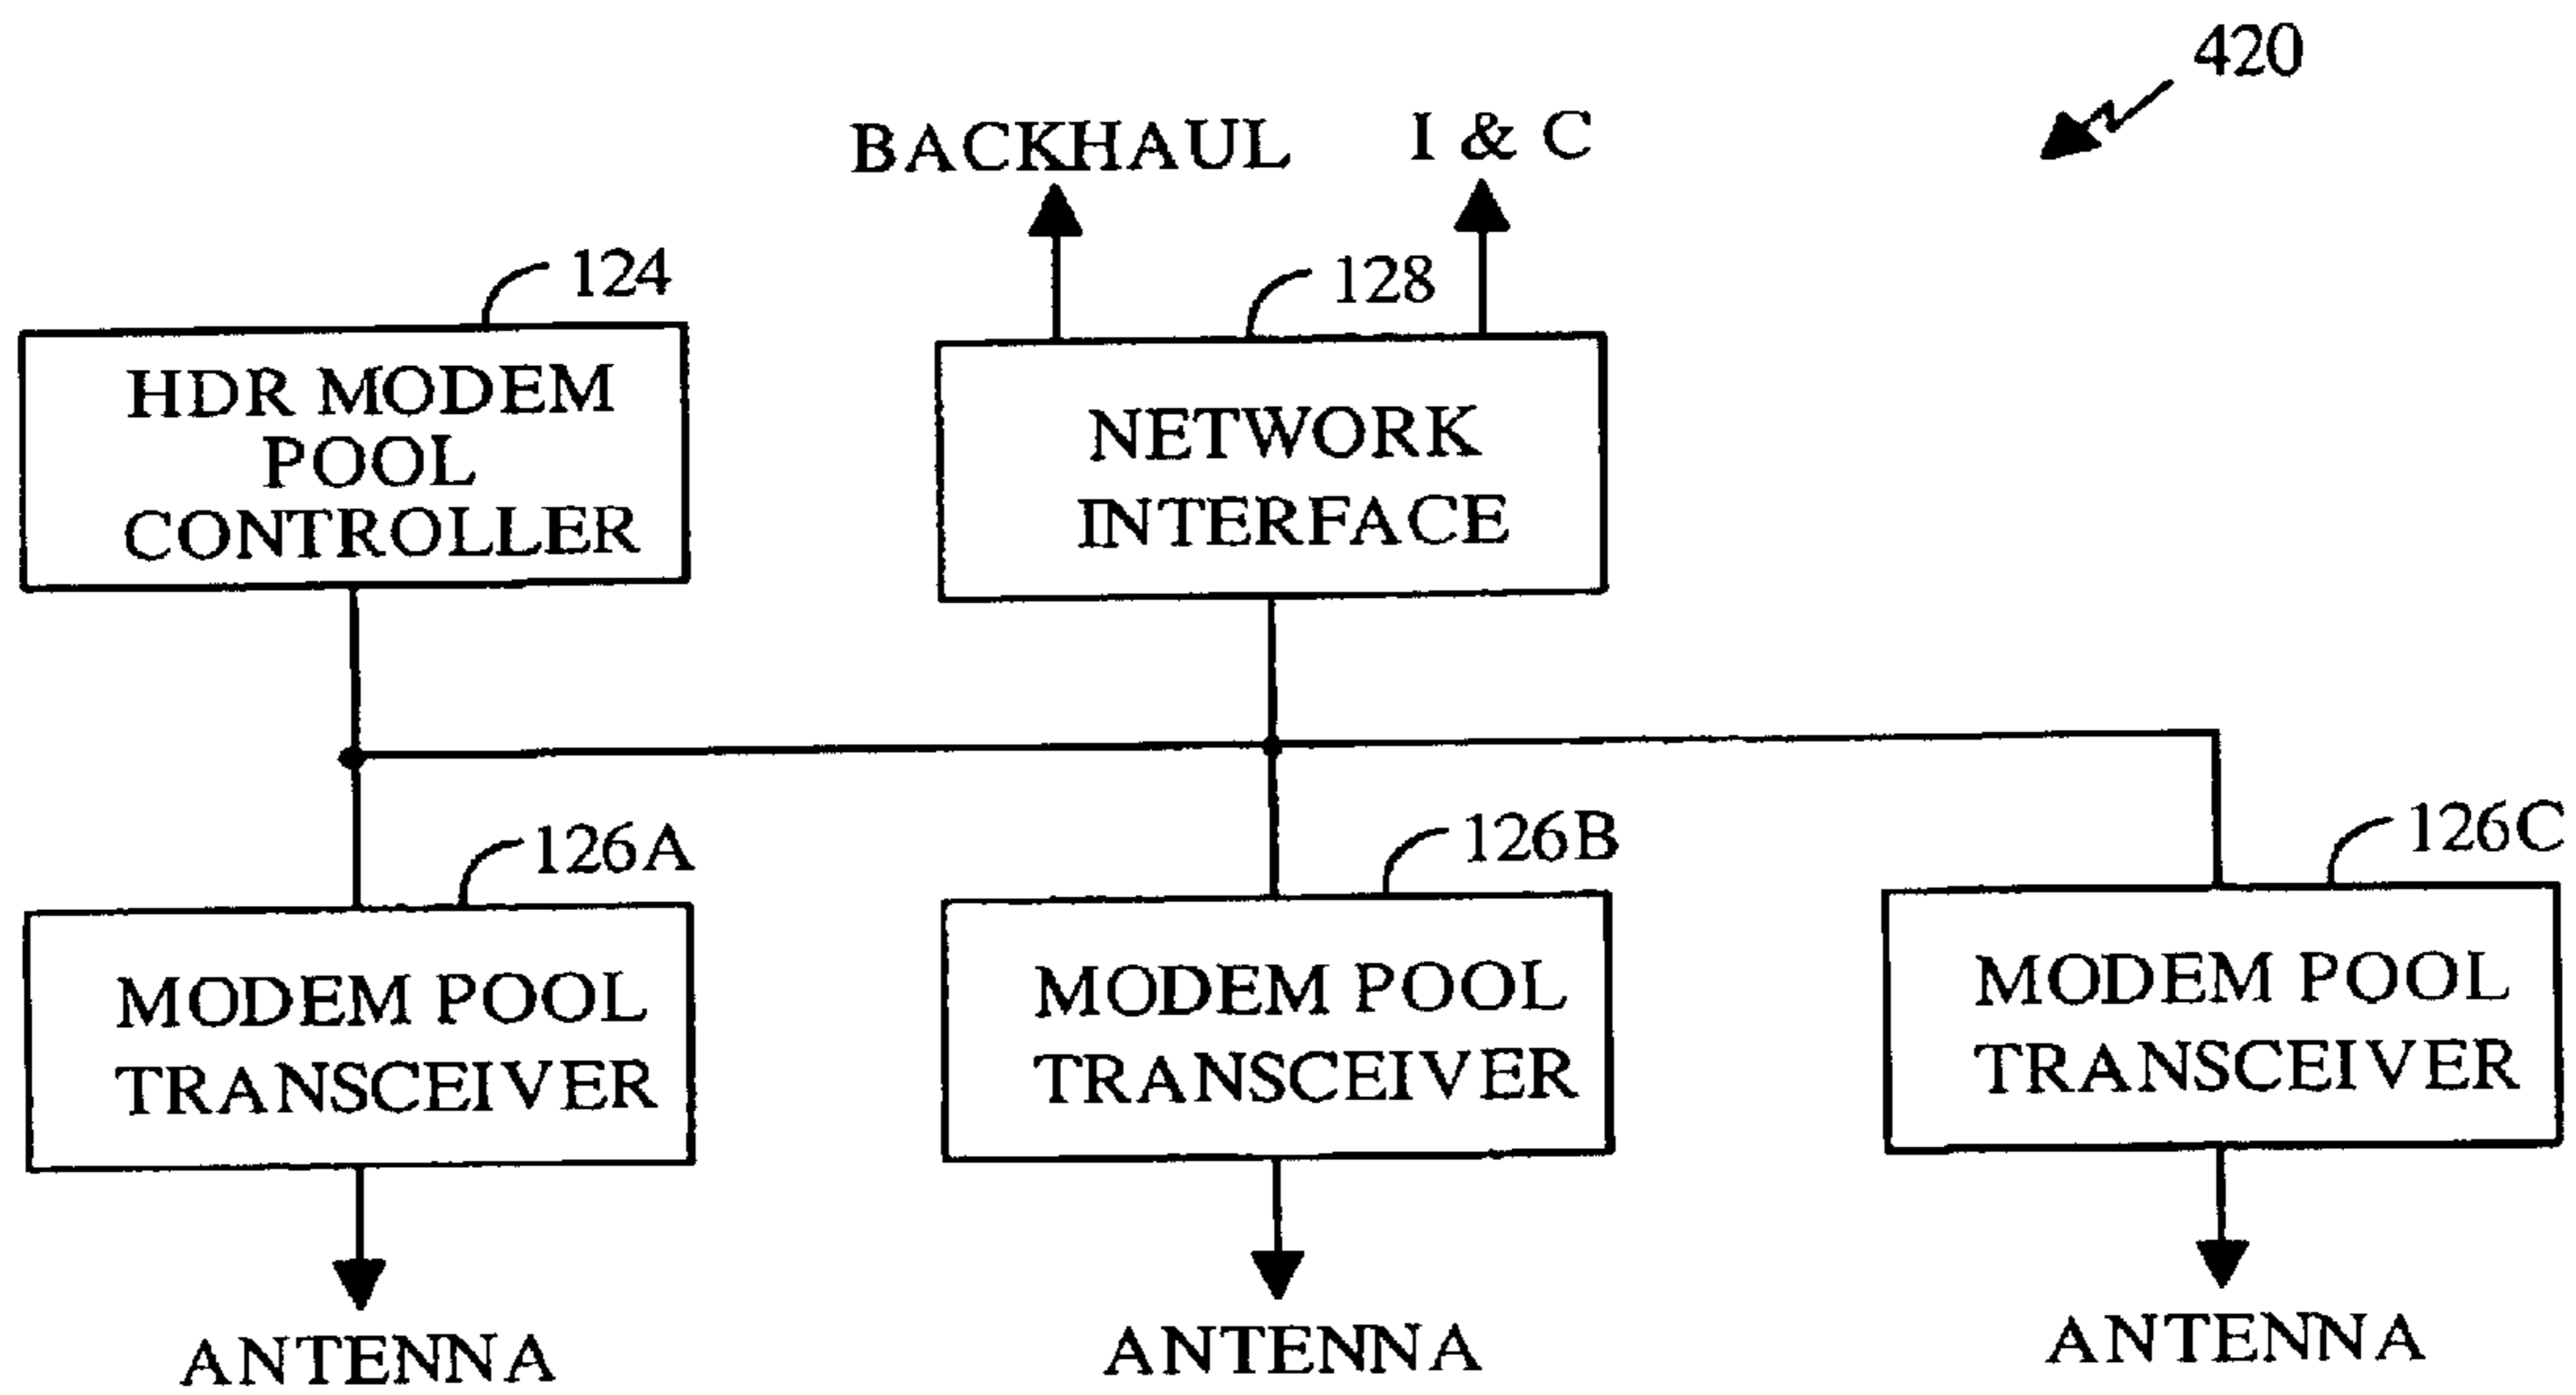 420
BACKHAUL
I & C
124
128
HDR MODEM
POOL
CONTROLLER
NETWORK
INTERFACE
126A
126B
126C
MODEM POOL
TRANSCEIVER
MODEM POOL
TRANSCEIVER
MODEM POOL
TRANSCEIVER
ANTENNA
ANTENNA
ANTENNA